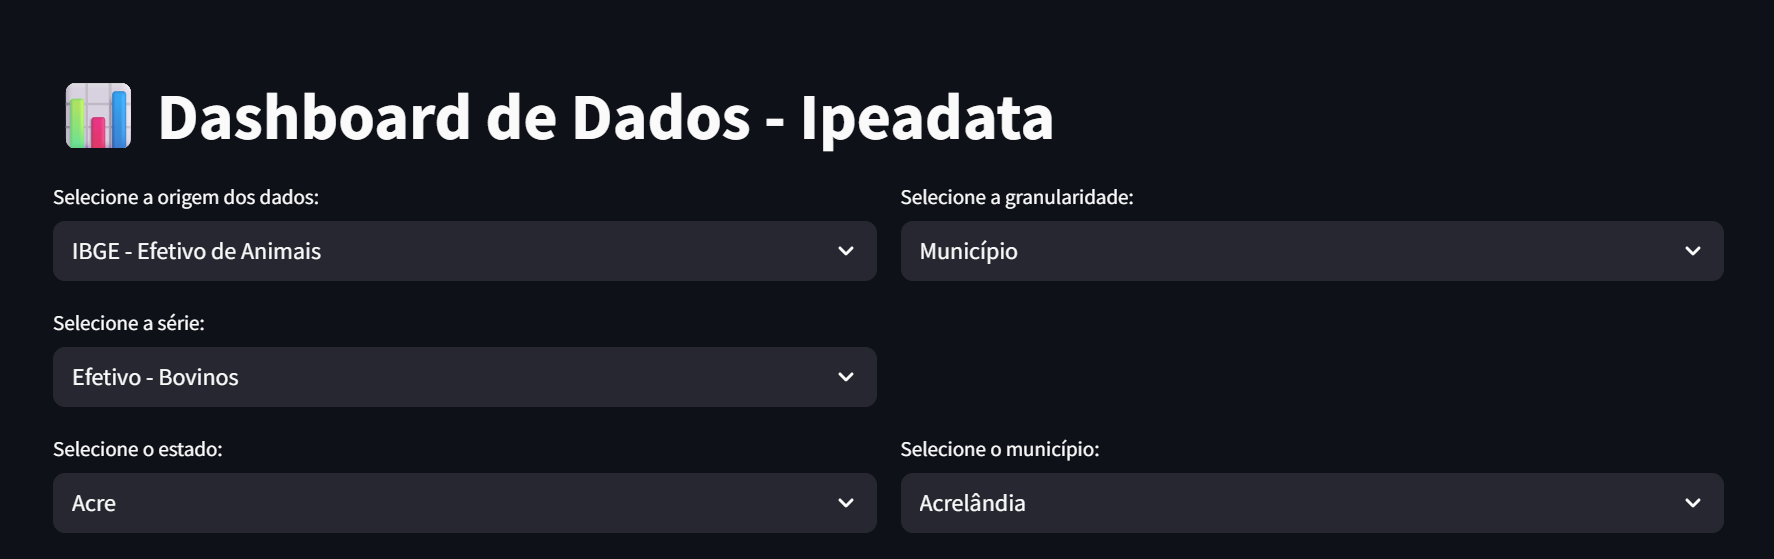 Dashboard de Dados - Ipeadata
Selecione a origem dos dados:
IBGE - Efetivo de Animais
Selecione a granularidade:
Município
Selecione a série:
Efetivo - Bovinos
Selecione o estado:
Acre
Selecione o município:
Acrelândia